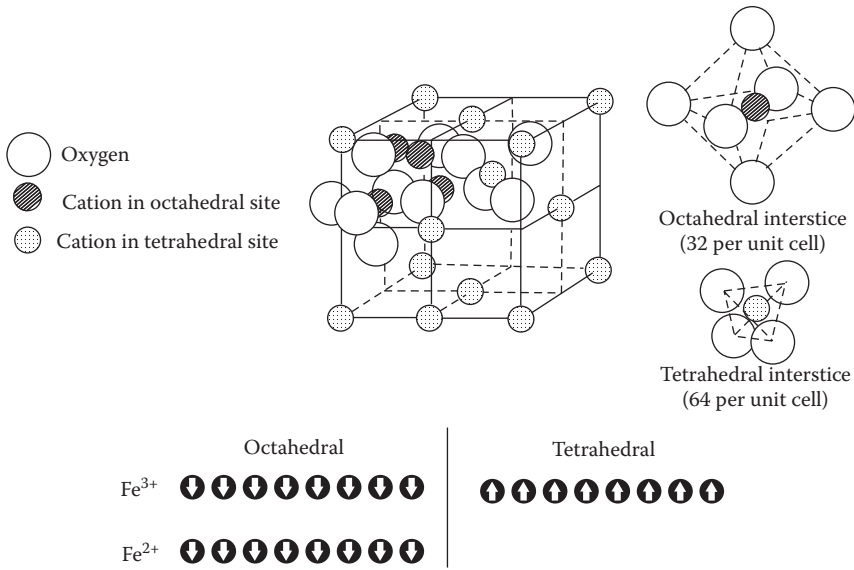 Oxygen
Cation in octahedral site
Cation in tetrahedral site
Octahedral interstice
(32 per unit cell)
Tetrahedral interstice
(64 per unit cell)
Octahedral
Tetrahedral
Fe³⁺
Fe²⁺